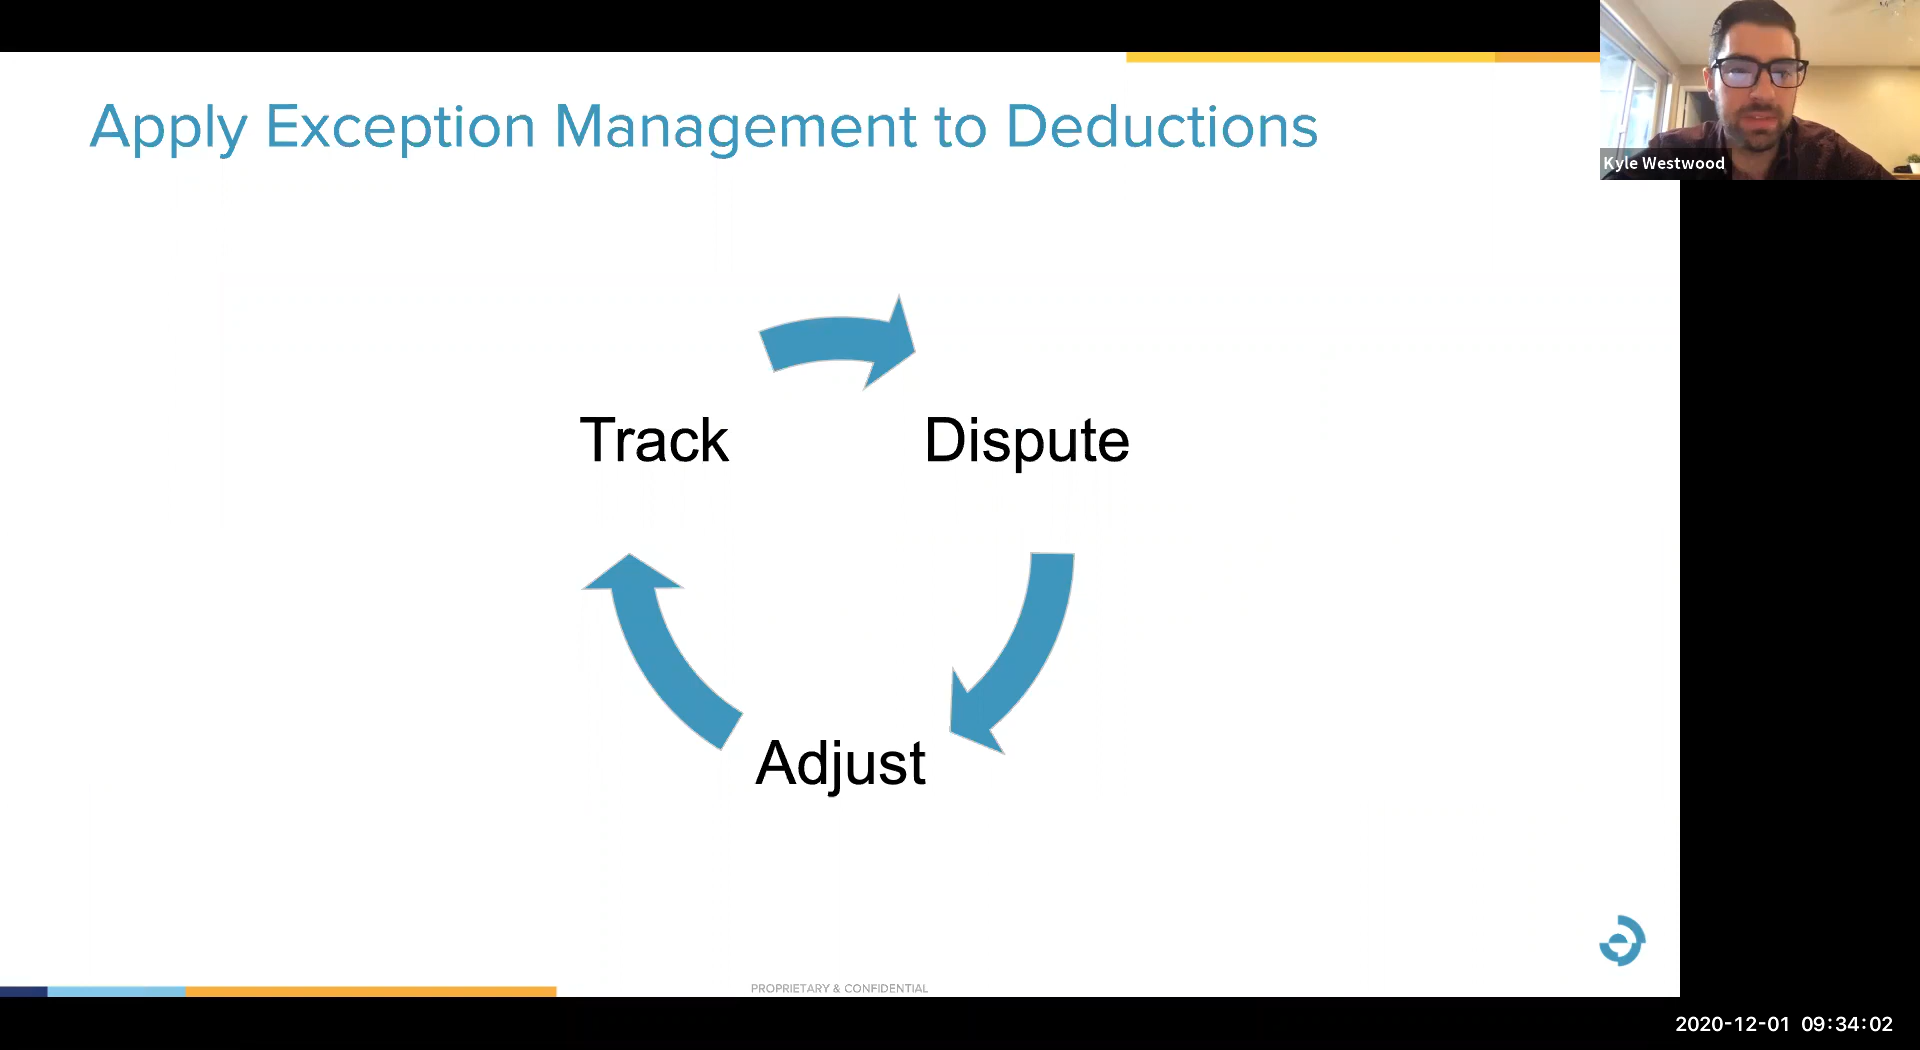 Apply Exception Management to Deductions
Kyle Westwood
Track
Dispute
Adjust
PROPRIETARY & CONFIDENTIAL
2020-12-01 09:34:02